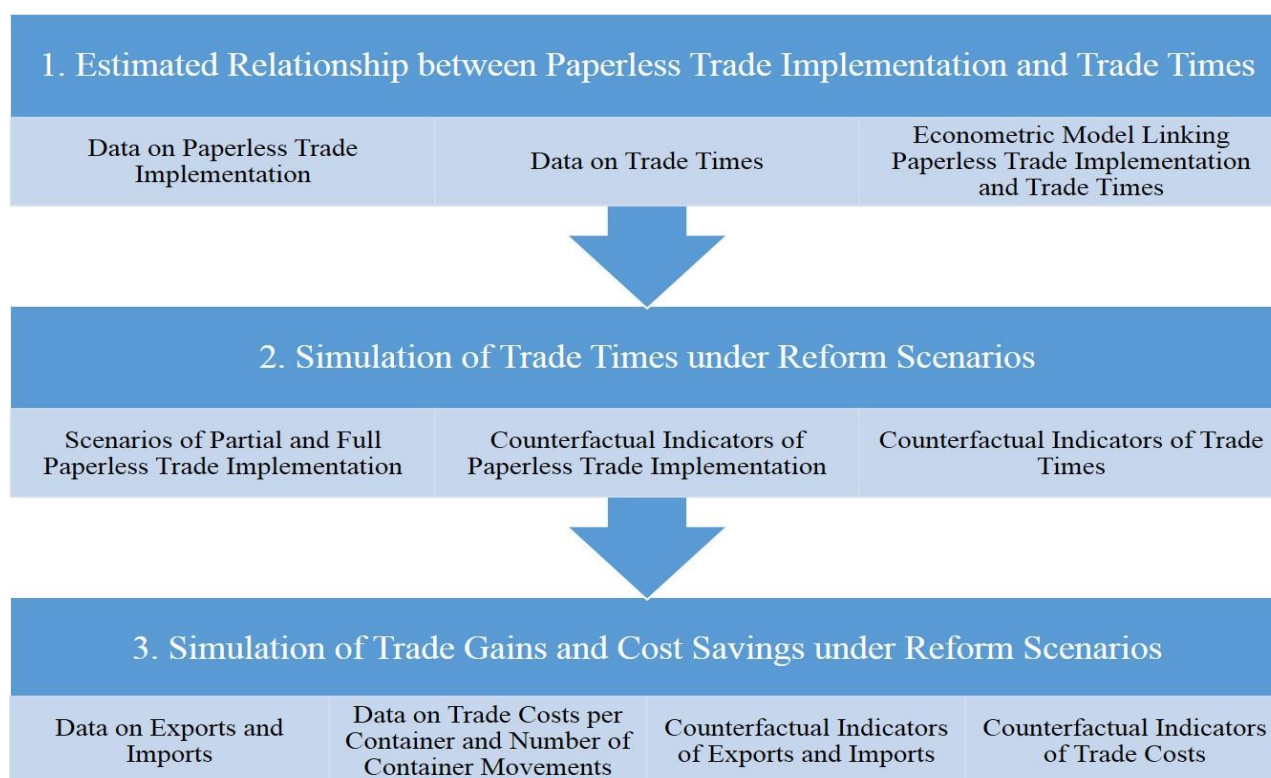 1. Estimated Relationship between Paperless Trade Implementation and Trade Times
Data on Paperless Trade
Implementation
Data on Trade Times
Econometric Model Linking
Paperless Trade Implementation
and Trade Times
2. Simulation of Trade Times under Reform Scenarios
Scenarios of Partial and Full
Paperless Trade Implementation
Counterfactual Indicators of
Paperless Trade Implementation
Counterfactual Indicators of Trade
Times
3. Simulation of Trade Gains and Cost Savings under Reform Scenarios
Data on Exports and
Imports
Data on Trade Costs per
Container and Number of
Container Movements
Counterfactual Indicators
of Exports and Imports
Counterfactual Indicators
of Trade Costs